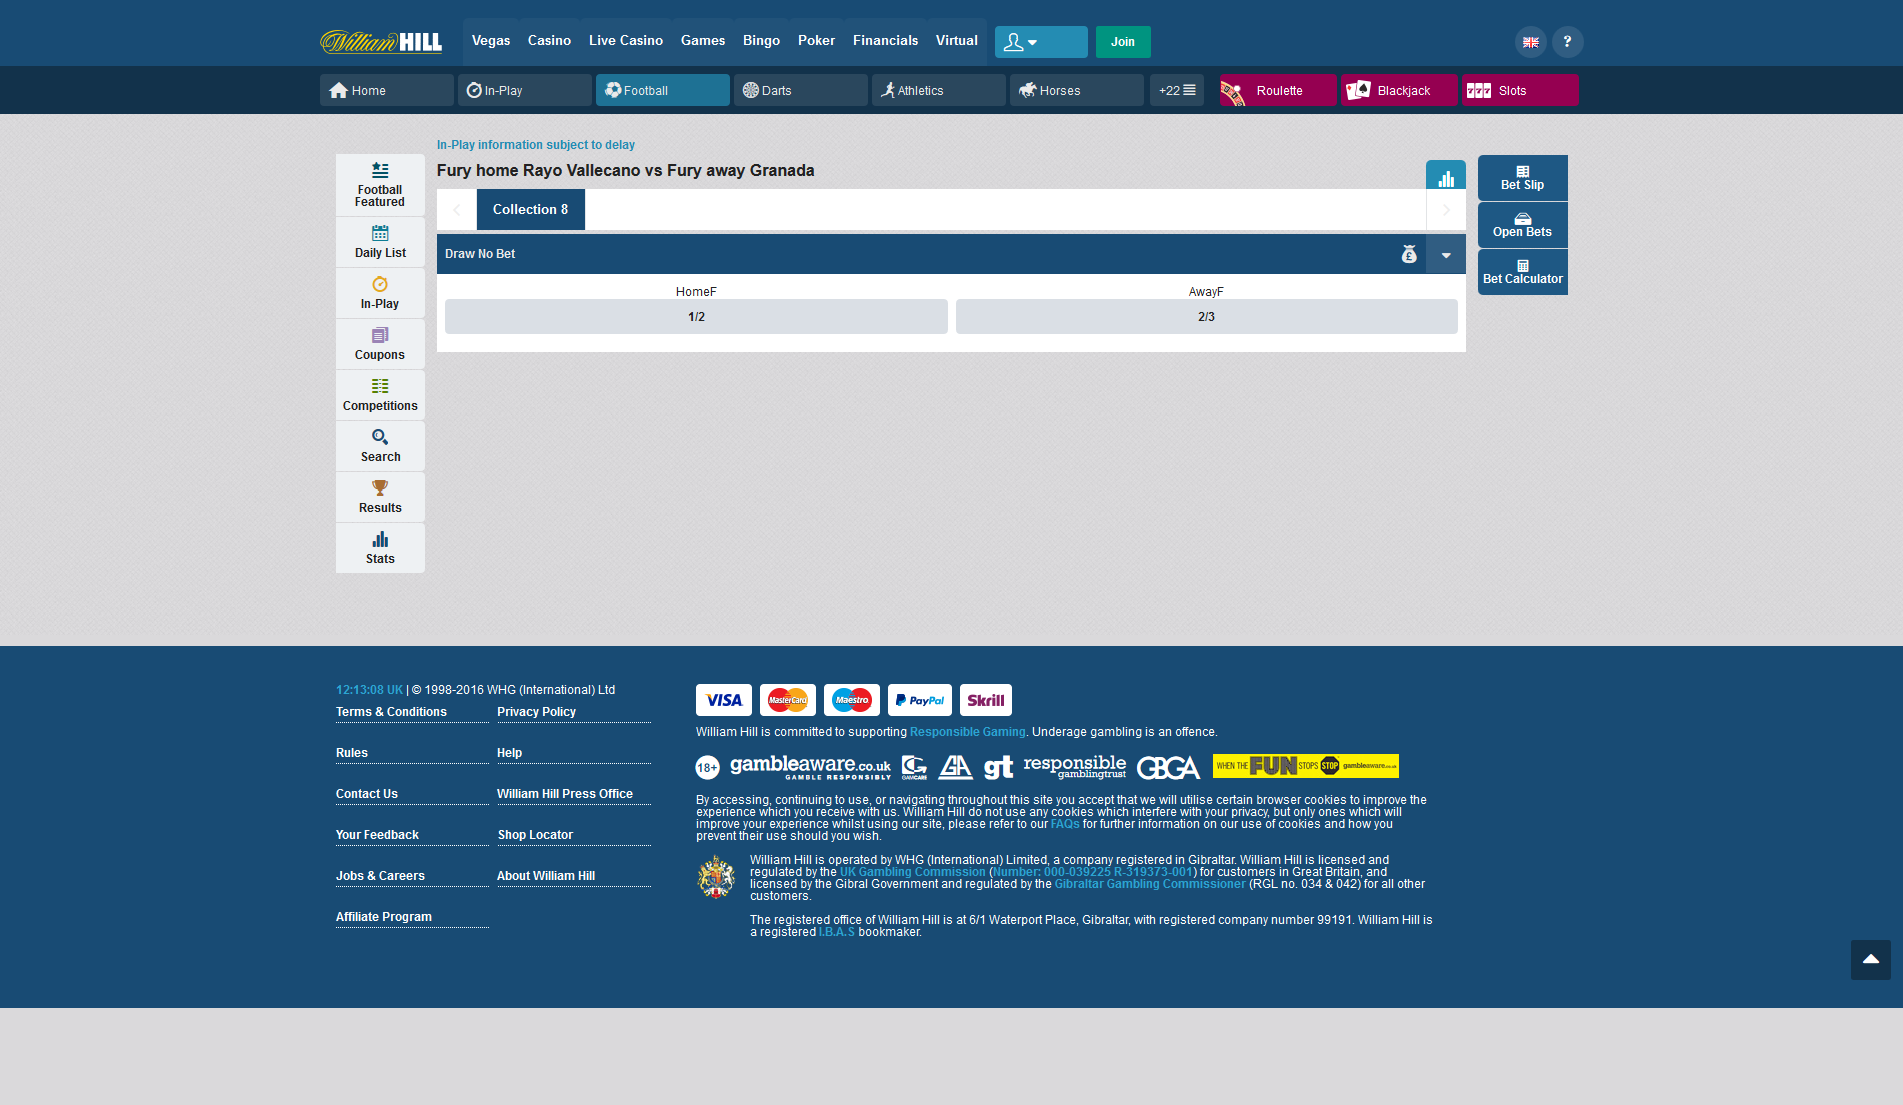 William HILL
Vegas Casino Live Casino Games Bingo Poker Financials Virtual
Join
?
Home In-Play Football Darts Athletics Horses +22
Roulette Blackjack 777 Slots
In-Play information subject to delay
Fury home Rayo Vallecano vs Fury away Granada
Collection 8
Draw No Bet
£
HomeF
1/2
AwayF
2/3
Football
Featured
Daily List
In-Play
Coupons
Competitions
Search
Results
Stats
Bet Slip
Open Bets
Bet Calculator
12:13:08 UK | © 1998-2016 WHG (International) Ltd
Terms & Conditions Privacy Policy
Rules Help
Contact Us William Hill Press Office
Your Feedback Shop Locator
Jobs & Careers About William Hill
Affiliate Program
VISA MasterCard Maestro PayPal Skrill
William Hill is committed to supporting Responsible Gaming. Underage gambling is an offence.
18+
gambleaware.co.uk
GAMBLE RESPONSIBLY
GAMCARE
GA
gt
responsible
gamblingtrust
GBGA
WHEN THE FUN STOPS STOP gambleaware.co.uk
By accessing, continuing to use, or navigating throughout this site you accept that we will utilise certain browser cookies to improve the
experience which you receive with us. William Hill do not use any cookies which interfere with your privacy, but only ones which will
improve your experience whilst using our site, please refer to our FAQs for further information on our use of cookies and how you
prevent their use should you wish.
William Hill is operated by WHG (International) Limited, a company registered in Gibraltar. William Hill is licensed and
regulated by the UK Gambling Commission (Number: 000-039225 R-319373-001) for customers in Great Britain, and
licensed by the Gibral Government and regulated by the Gibraltar Gambling Commissioner (RGL no. 034 & 042) for all other
customers.
The registered office of William Hill is at 6/1 Waterport Place, Gibraltar, with registered company number 99191. William Hill is
a registered I.B.A.S bookmaker.